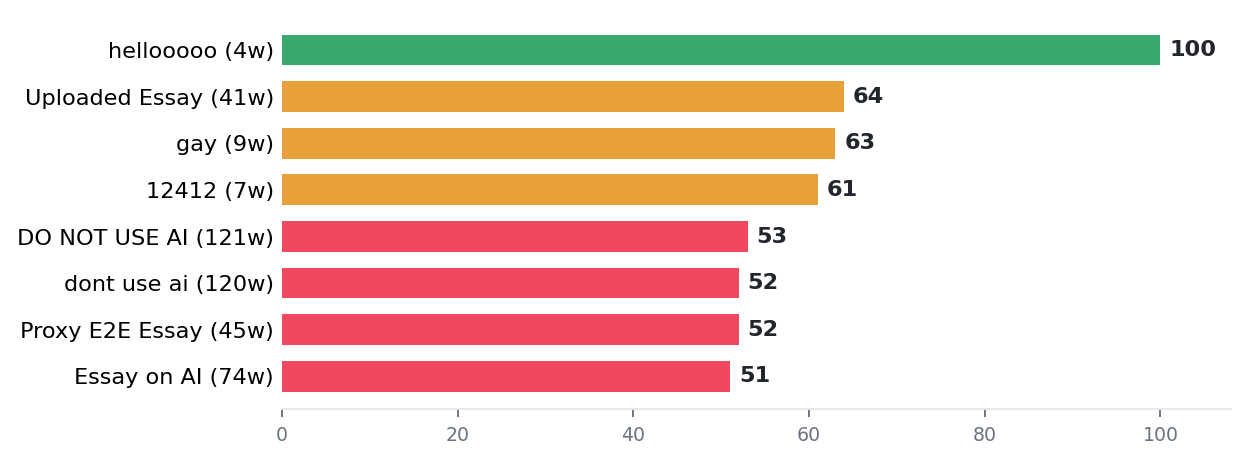 hellooooo (4w) 100
Uploaded Essay (41w) 64
gay (9w) 63
12412 (7w) 61
DO NOT USE AI (121w) 53
dont use ai (120w) 52
Proxy E2E Essay (45w) 52
Essay on AI (74w) 51
0 20 40 60 80 100